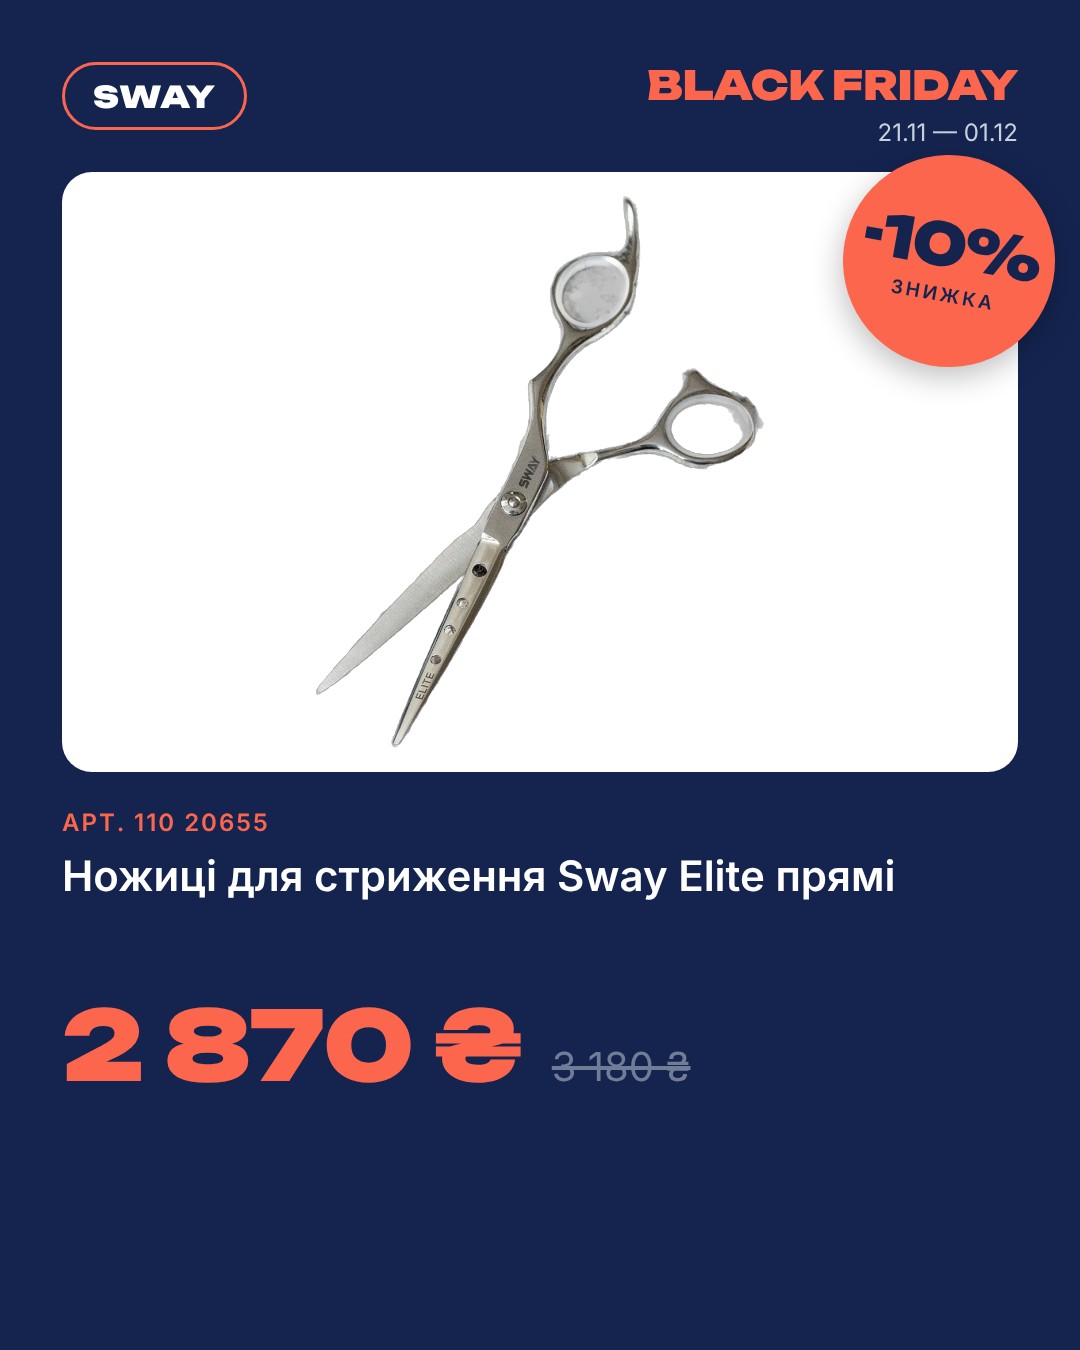 SWAY
BLACK FRIDAY
21.11 — 01.12
-10%
ЗНИЖКА
SWAY
ELITE
АРТ. 110 20655
Ножиці для стриження Sway Elite прямі
2 870 ₴ 3 180 ₴